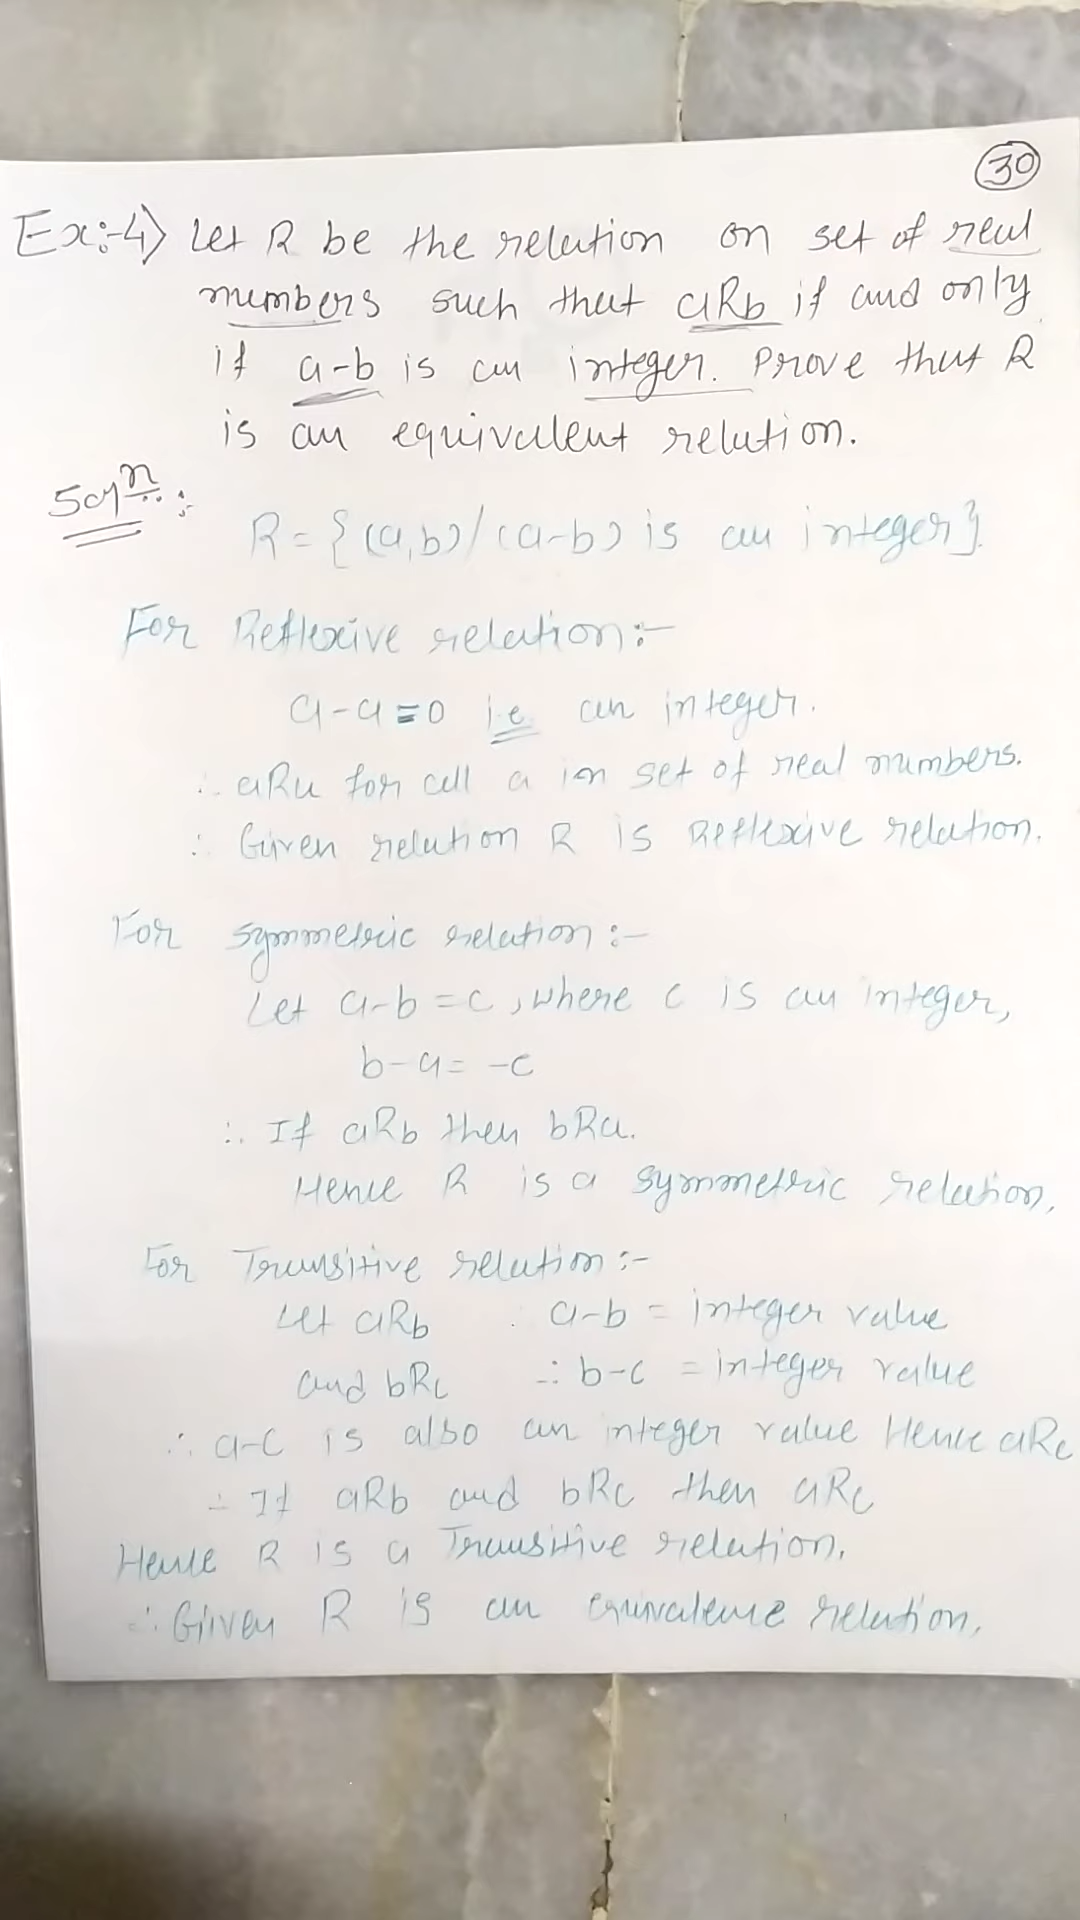 30
Ex:-4) Let R be the relation on set of real
numbers such that aRb if and only
if a-b is an integer. Prove that R
is an equivalent relation.
Solⁿ:
R = {(a,b)/(a-b) is an integer}.
For Reflexive relation:-
a-a=0 i.e. an integer.
∴ aRa for all a in set of real numbers.
∴ Given relation R is Reflexive relation.
For symmetric relation:-
Let a-b = c, where c is an integer,
b-a= -c
∴ If aRb then bRa.
Hence R is a symmetric relation.
For Transitive relation:-
Let aRb ∴ a-b = integer value
and bRc ∴ b-c = integer value
∴ a-c is also an integer value Hence aRc
∴ If aRb and bRc then aRc
Hence R is a Transitive relation.
∴ Given R is an equivalence relation.